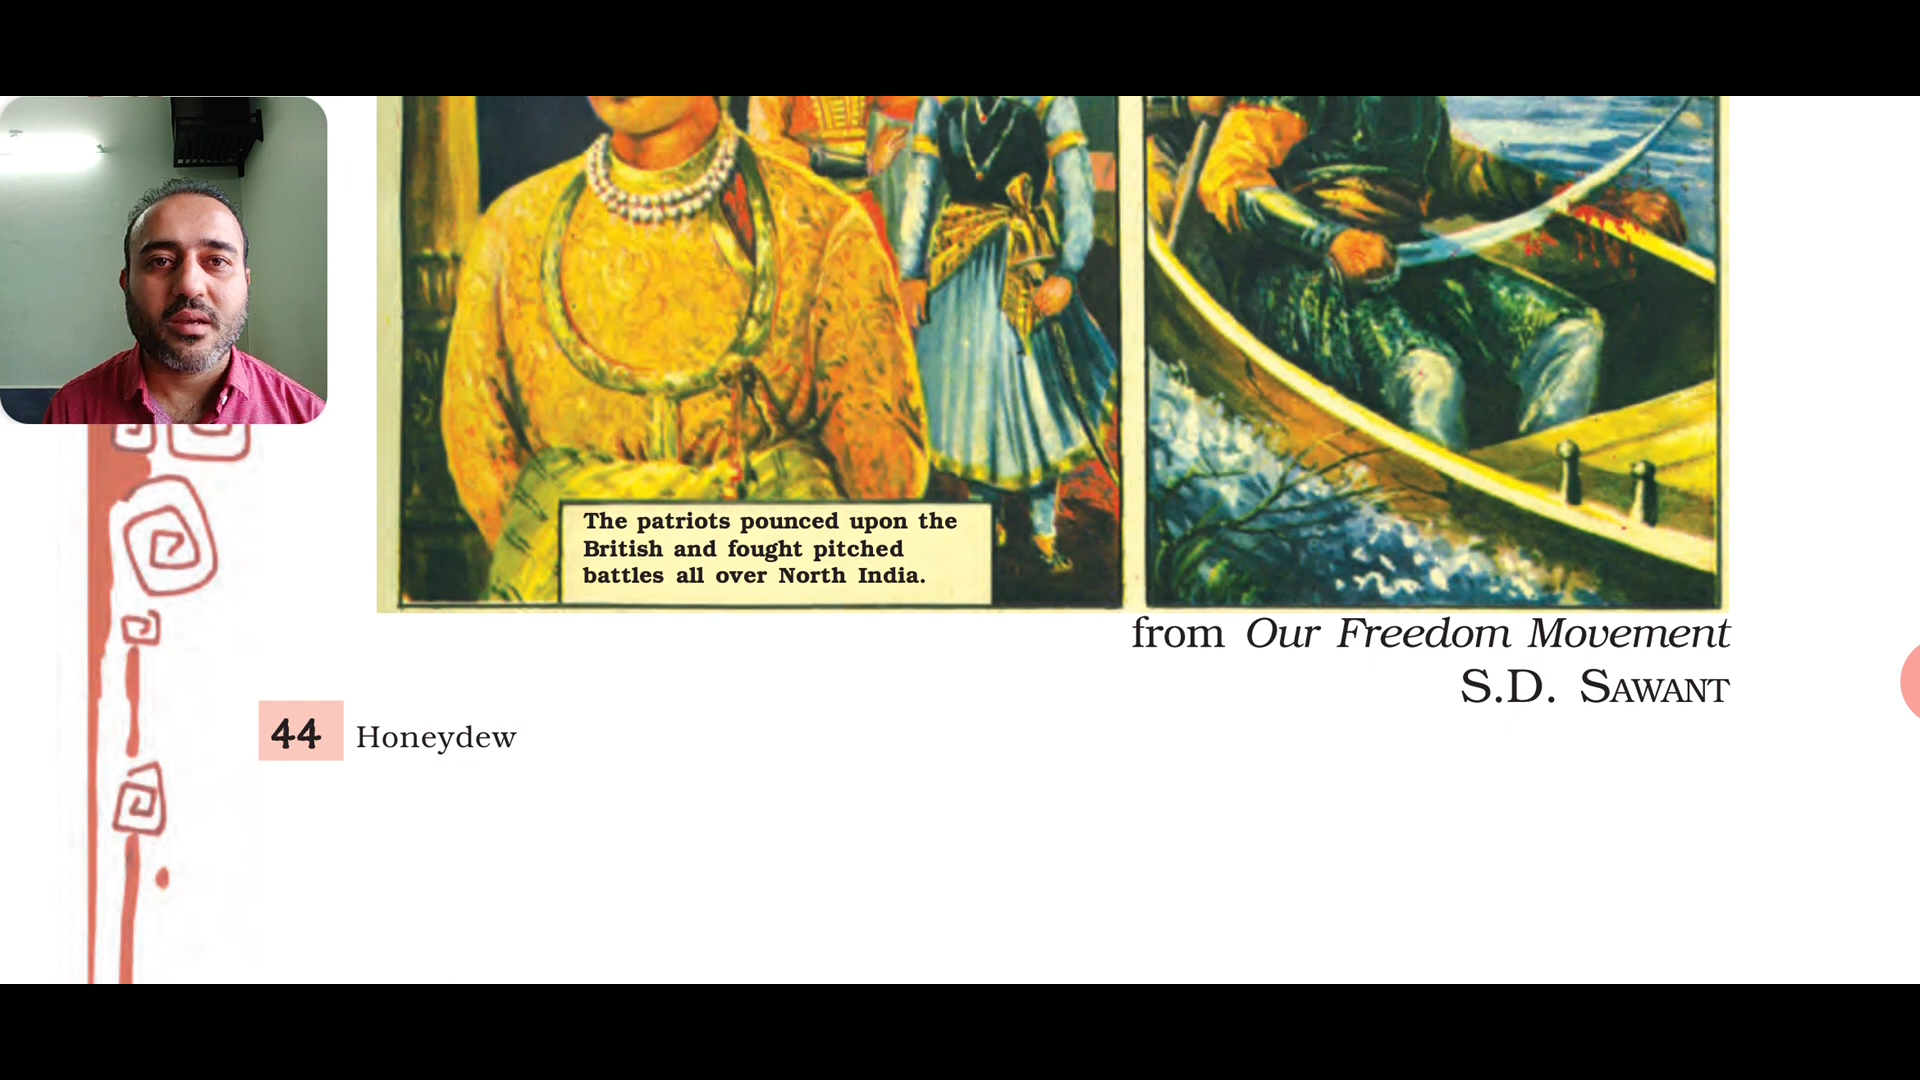 The patriots pounced upon the
British and fought pitched
battles all over North India.
from Our Freedom Movement
S.D. SAWANT
44 Honeydew